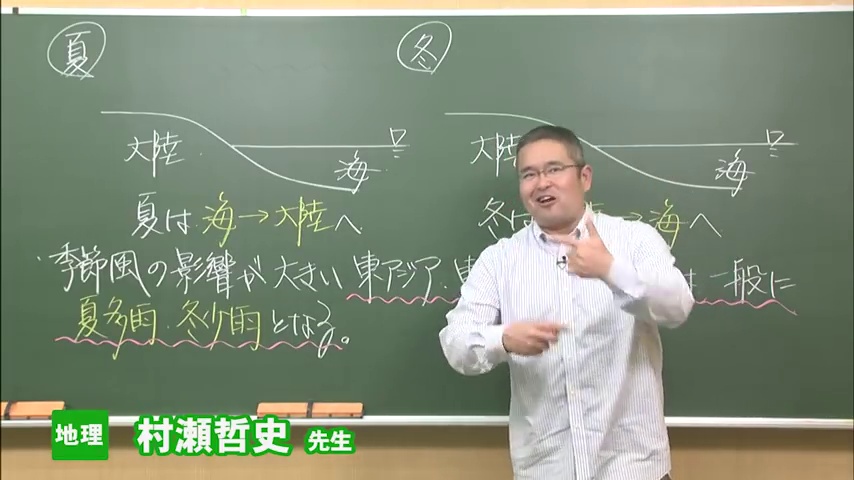 夏
冬
大陸
海
大陸
海
夏は 海→大陸へ
冬は →海へ
季節風の影響が大きい 東アジア・ は一般に
夏多雨・冬少雨となる。
地理 村瀬哲史 先生